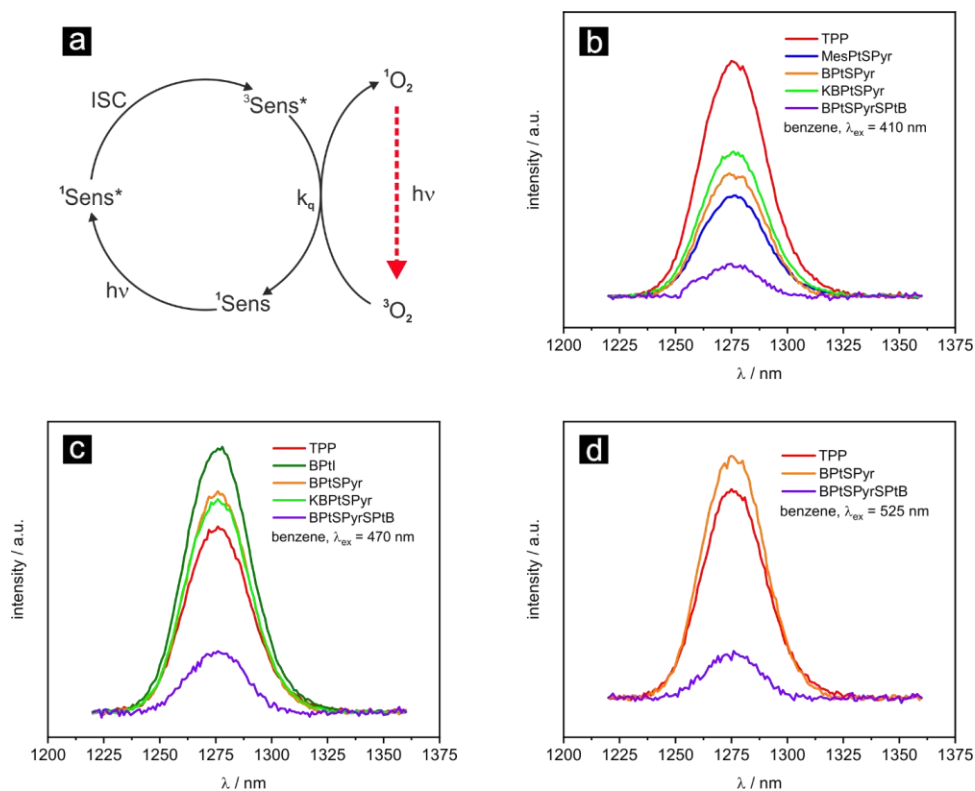 a
ISC
³Sens*
¹O₂
¹Sens*
k_q
hν
hν
¹Sens
³O₂
b
TPP
MesPtSPyr
BPtSPyr
KBPtSPyr
BPtSPyrSPtB
benzene, λ_ex = 410 nm
intensity / a.u.
1200 1225 1250 1275 1300 1325 1350 1375
λ / nm
c
TPP
BPtI
BPtSPyr
KBPtSPyr
BPtSPyrSPtB
benzene, λ_ex = 470 nm
intensity / a.u.
1200 1225 1250 1275 1300 1325 1350 1375
λ / nm
d
TPP
BPtSPyr
BPtSPyrSPtB
benzene, λ_ex = 525 nm
intensity / a.u.
1200 1225 1250 1275 1300 1325 1350 1375
λ / nm